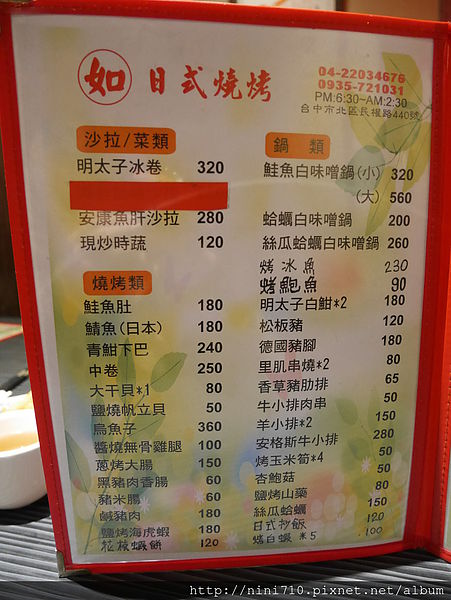 如 日式燒烤
04-22034676
0935-721031
PM:6:30~AM:2:30
台中市北區民權路440號
沙拉/菜類
明太子冰卷 320
安康魚肝沙拉 280
現炒時蔬 120
燒烤類
鮭魚肚 180
鯖魚(日本) 180
青魽下巴 240
中卷 250
大干貝*1 80
鹽燒帆立貝 50
烏魚子 360
醬燒無骨雞腿 100
蔥烤大腸 150
黑豬肉香腸 60
豬米腸 60
鹹豬肉 180
鹽燒海虎蝦 180
月亮蝦餅 120
鍋 類
鮭魚白味噌鍋(小) 320
(大) 560
蛤蠣白味噌鍋 200
絲瓜蛤蠣白味噌鍋 260
烤冰魚 230
烤鮑魚 90
明太子白魽*2 180
松板豬 120
德國豬腳 180
里肌串燒*2 80
香草豬肋排 65
牛小排肉串 50
羊小排*2 150
安格斯牛小排 280
烤玉米筍*4 50
杏鮑菇 50
鹽烤山藥 80
絲瓜蛤蠣 150
日式炒飯 120
烤白蝦 *5 100
http://nini710.pixnet.net/album